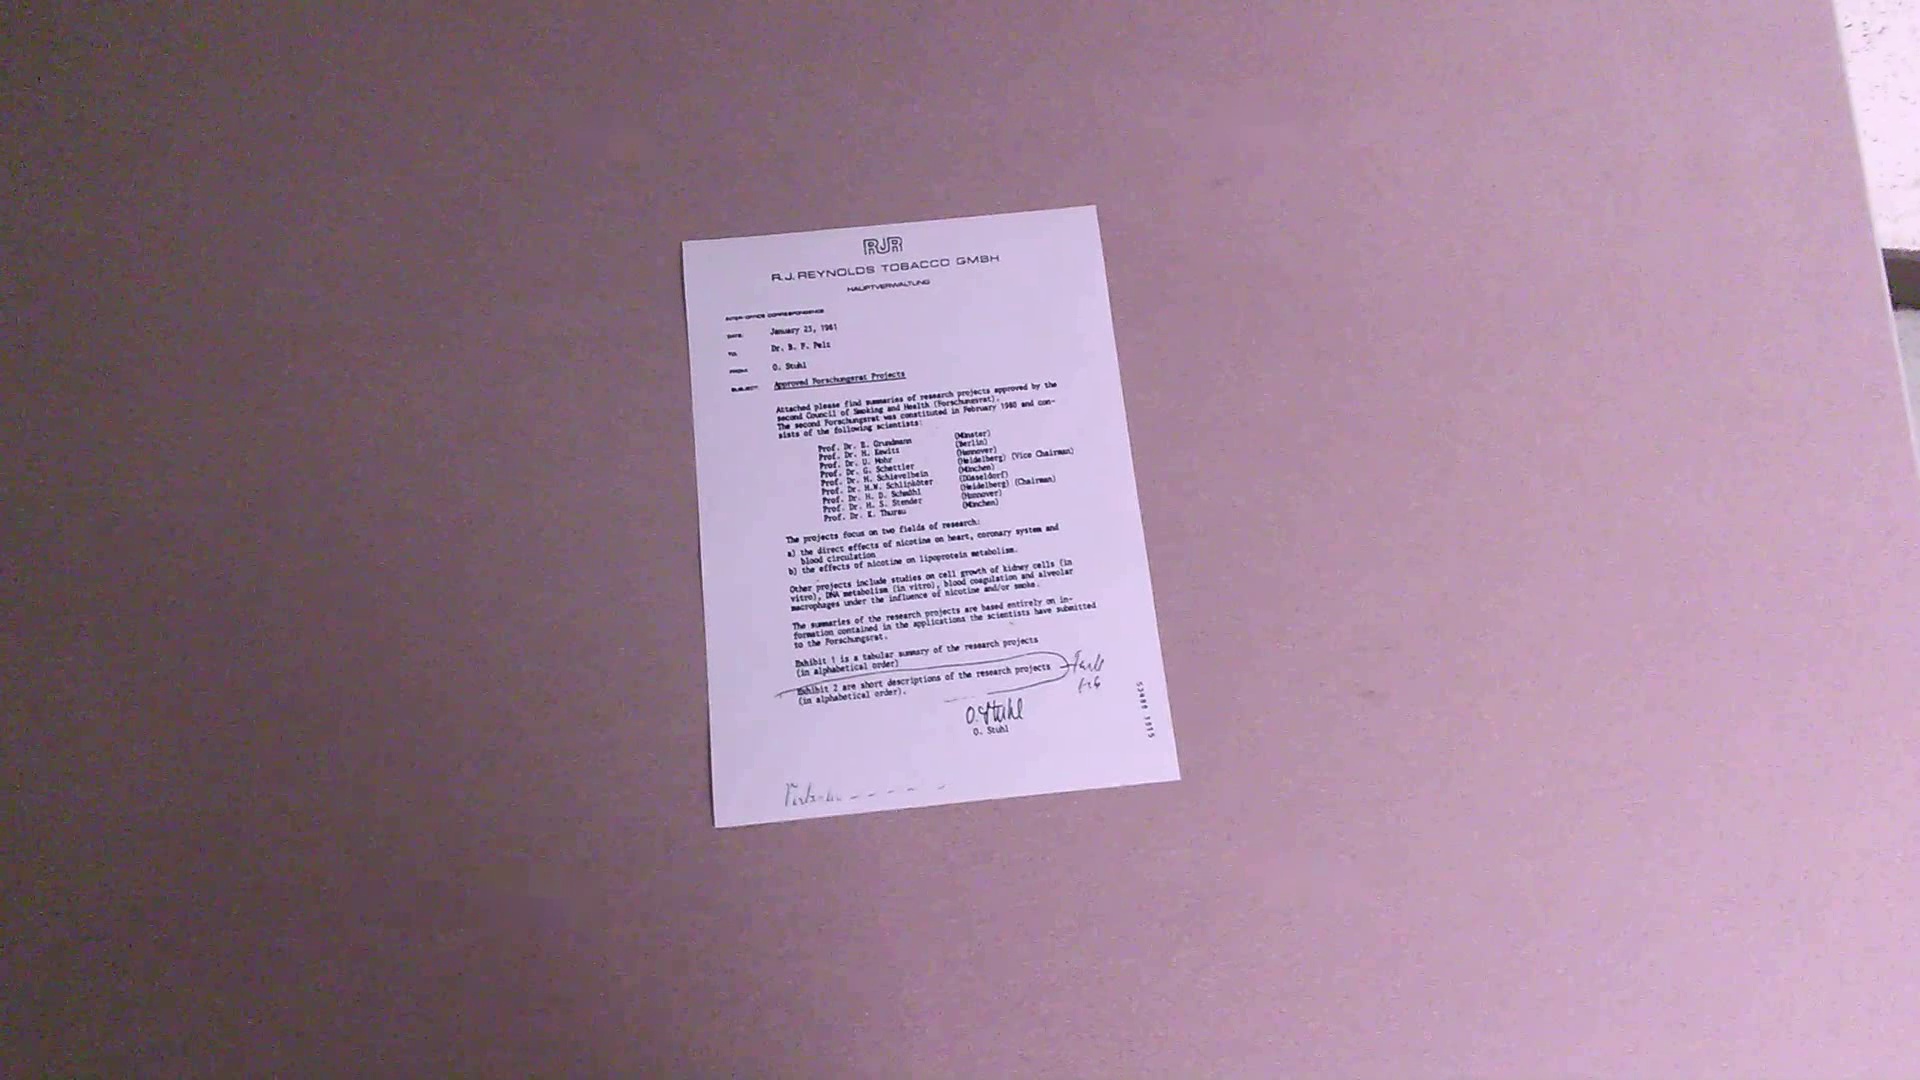 RJR
R.J. REYNOLDS TOBACCO GMBH
HAUPTVERWALTUNG
INTER-OFFICE CORRESPONDENCE
DATE: January 23, 1981
TO: Dr. B. F. Pelz
FROM: O. Stuhl
SUBJECT: Approved Forschungsrat Projects
Attached please find summaries of research projects approved by the
second Council of Smoking and Health (Forschungsrat).
The second Forschungsrat was constituted in February 1980 and con-
sists of the following scientists:
Prof. Dr. E. Grundmann (Münster)
Prof. Dr. H. Kewitz (Berlin)
Prof. Dr. U. Mohr (Hannover)
Prof. Dr. G. Schettler (Heidelberg) (Vice Chairman)
Prof. Dr. H. Schievelbein (München)
Prof. Dr. H.W. Schlipköter (Düsseldorf)
Prof. Dr. H. D. Schmähl (Heidelberg) (Chairman)
Prof. Dr. H. S. Stender (Hannover)
Prof. Dr. K. Thurau (München)
The projects focus on two fields of research:
a) the direct effects of nicotine on heart, coronary system and
blood circulation
b) the effects of nicotine on lipoprotein metabolism.
Other projects include studies on cell growth of kidney cells (in
vitro), DNA metabolism (in vitro), blood coagulation and alveolar
macrophages under the influence of nicotine and/or smoke.
The summaries of the research projects are based entirely on in-
formation contained in the applications the scientists have submitted
to the Forschungsrat.
Exhibit 1 is a tabular summary of the research projects
(in alphabetical order)
Exhibit 2 are short descriptions of the research projects
(in alphabetical order).
O. Stuhl
O. Stuhl